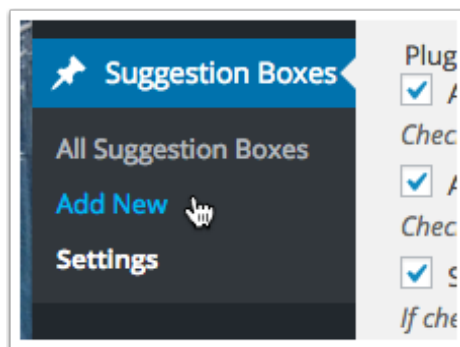 Suggestion Boxes
All Suggestion Boxes
Add New
Settings
Plug
A
Chec
A
Chec
S
If che